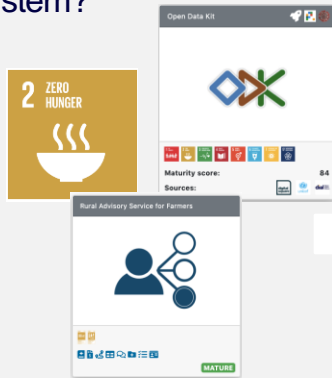 stem?
Open Data Kit
2 ZERO
HUNGER
Maturity score: 84
Sources:
Rural Advisory Service for Farmers
MATURE